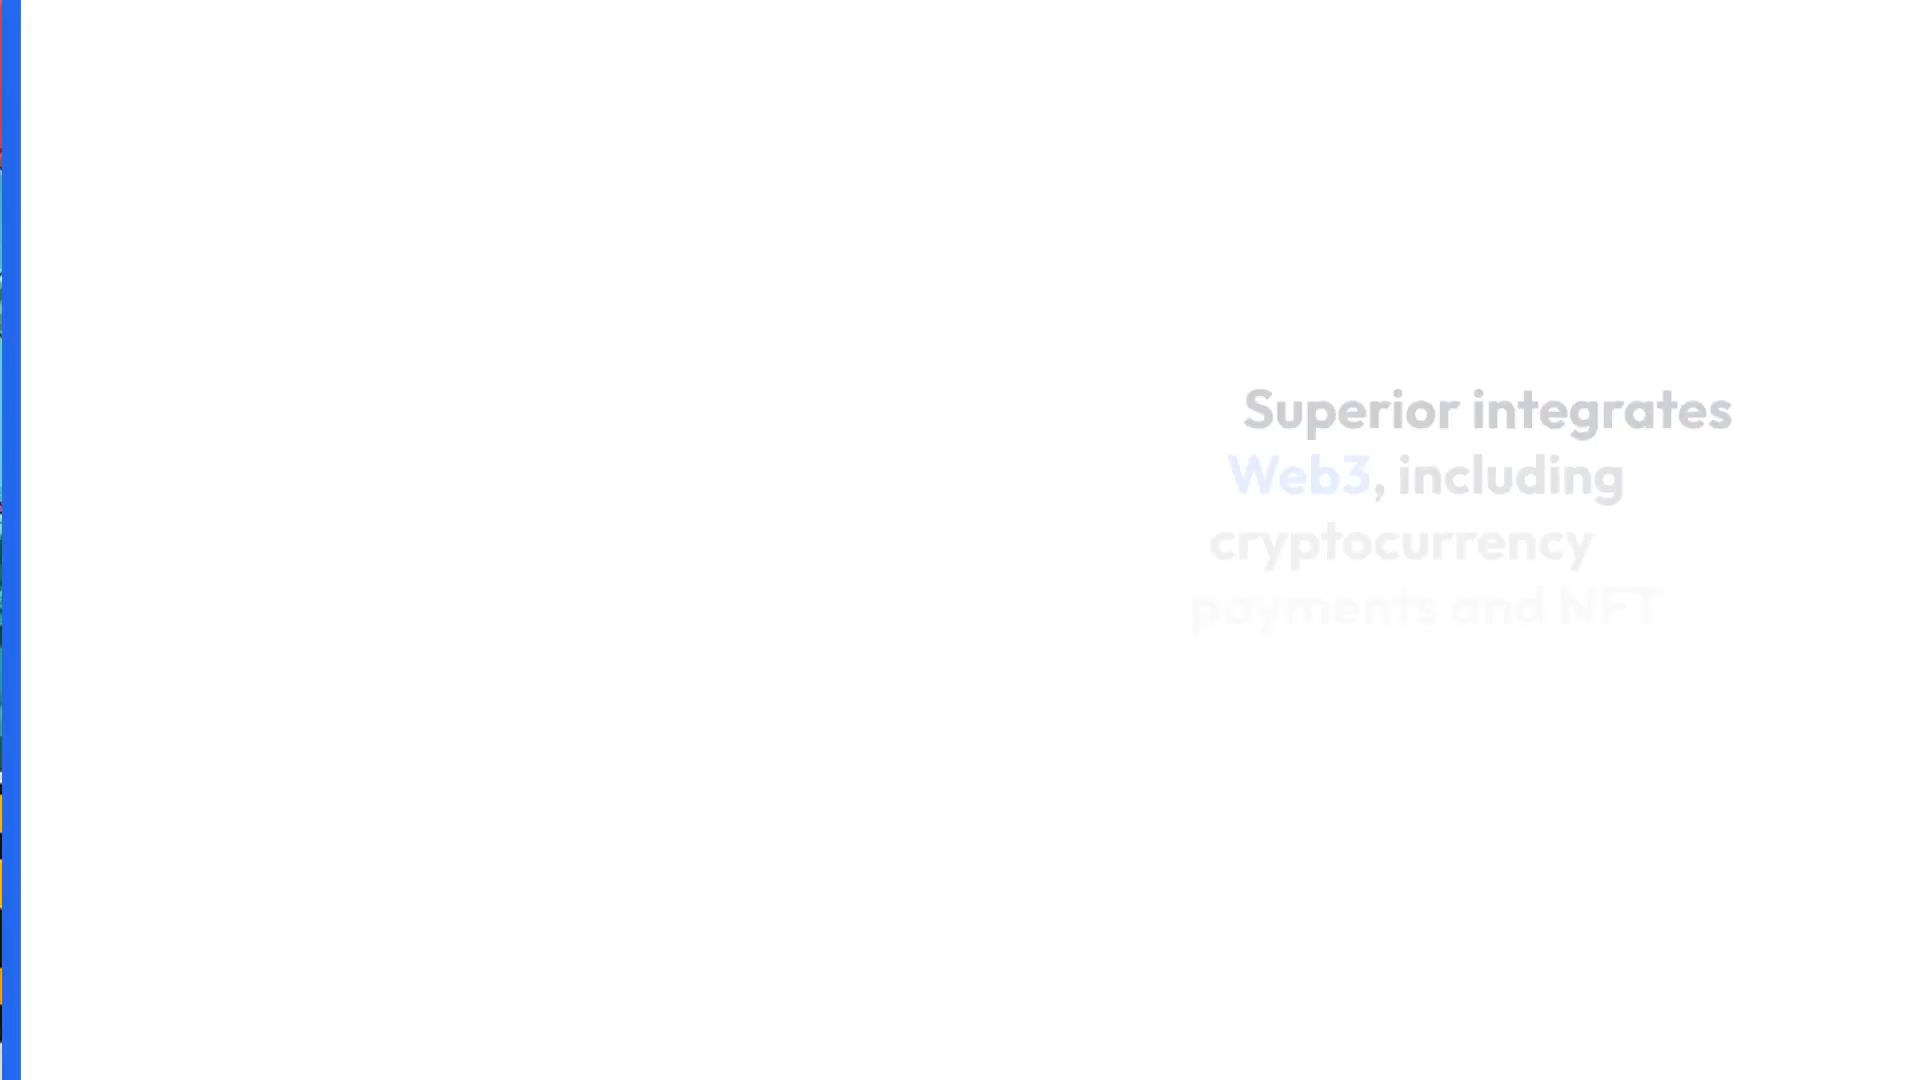 Superior integrates
Web3, including
cryptocurrency
payments and NFT